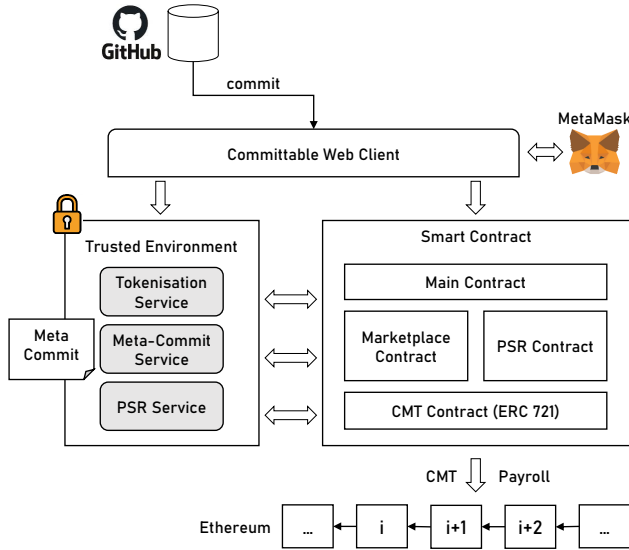 GitHub
commit
MetaMask
Committable Web Client
Trusted Environment
Tokenisation
Service
Meta
Commit
Meta-Commit
Service
PSR Service
Smart Contract
Main Contract
Marketplace
Contract
PSR Contract
CMT Contract (ERC 721)
CMT
Payroll
Ethereum
...
i
i+1
i+2
...